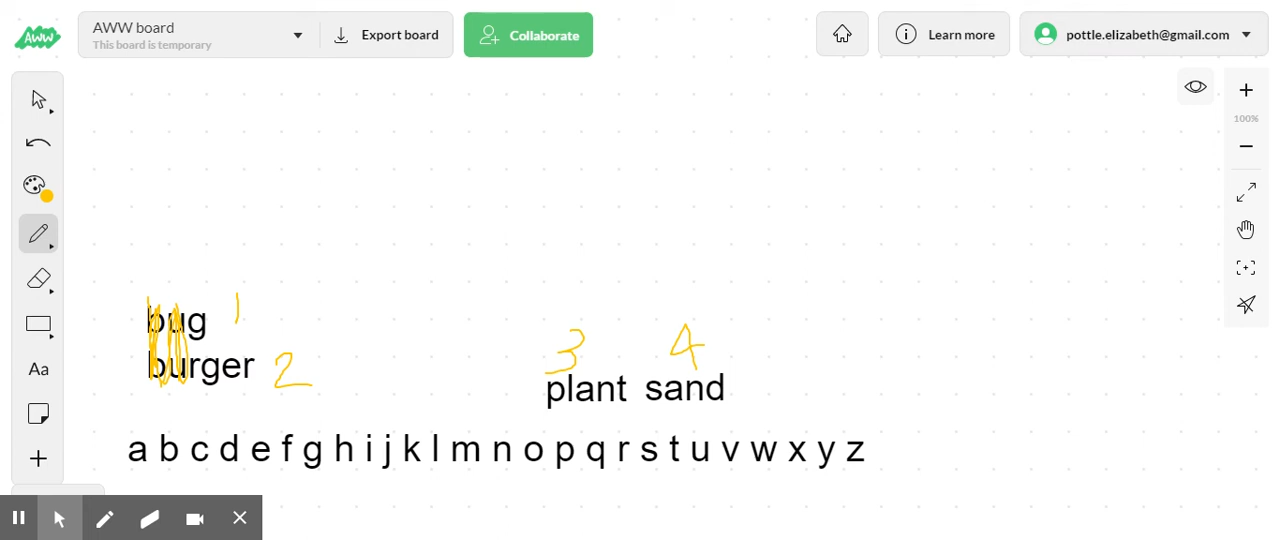 AWW
AWW board
This board is temporary
Export board
Collaborate
Learn more
pottle.elizabeth@gmail.com
100%
Aa
bug 1
burger 2
3 4
plant sand
a b c d e f g h i j k l m n o p q r s t u v w x y z